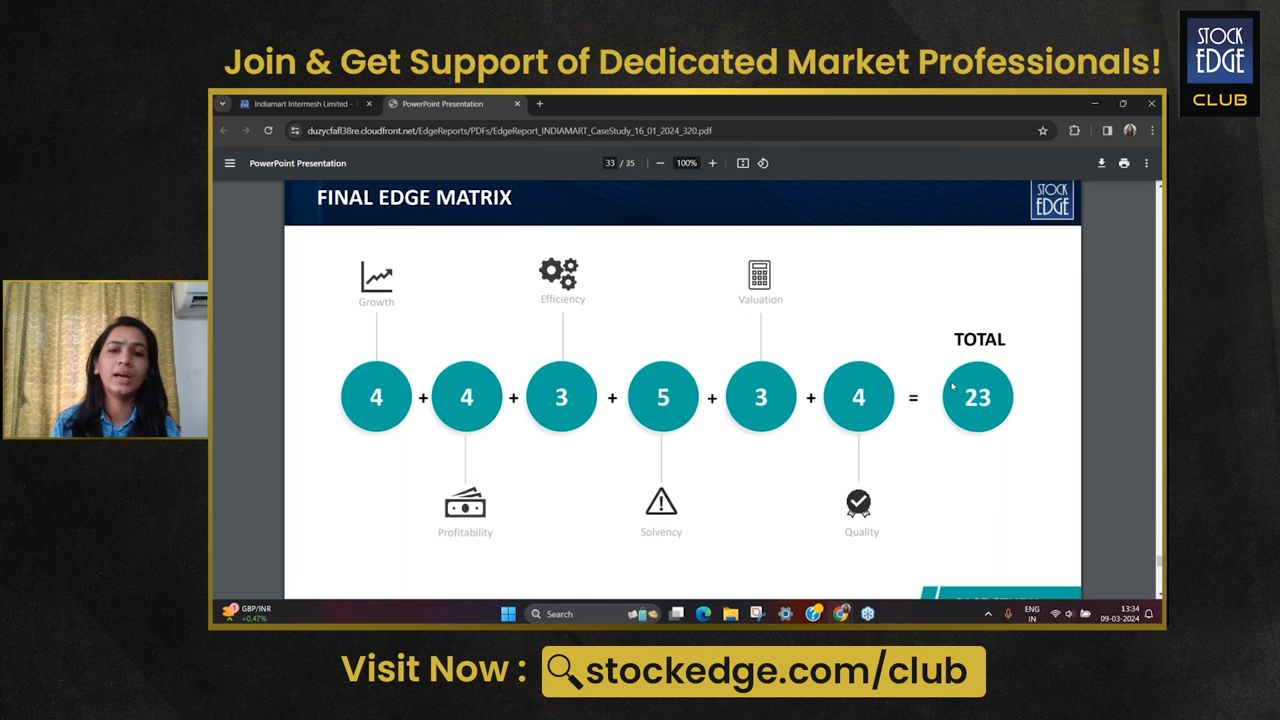 Join & Get Support of Dedicated Market Professionals!
STOCK
EDGE
CLUB
Indiamart Intermesh Limited -
PowerPoint Presentation
duzycfafl38re.cloudfront.net/EdgeReports/PDFs/EdgeReport_INDIAMART_CaseStudy_16_01_2024_320.pdf
PowerPoint Presentation
33 / 35
100%
FINAL EDGE MATRIX
STOCK
EDGE
Growth
Efficiency
Valuation
TOTAL
4 + 4 + 3 + 5 + 3 + 4 = 23
Profitability
Solvency
Quality
1
GBP/INR
+0.47%
Search
ENG
IN
13:34
09-03-2024
Visit Now :
stockedge.com/club